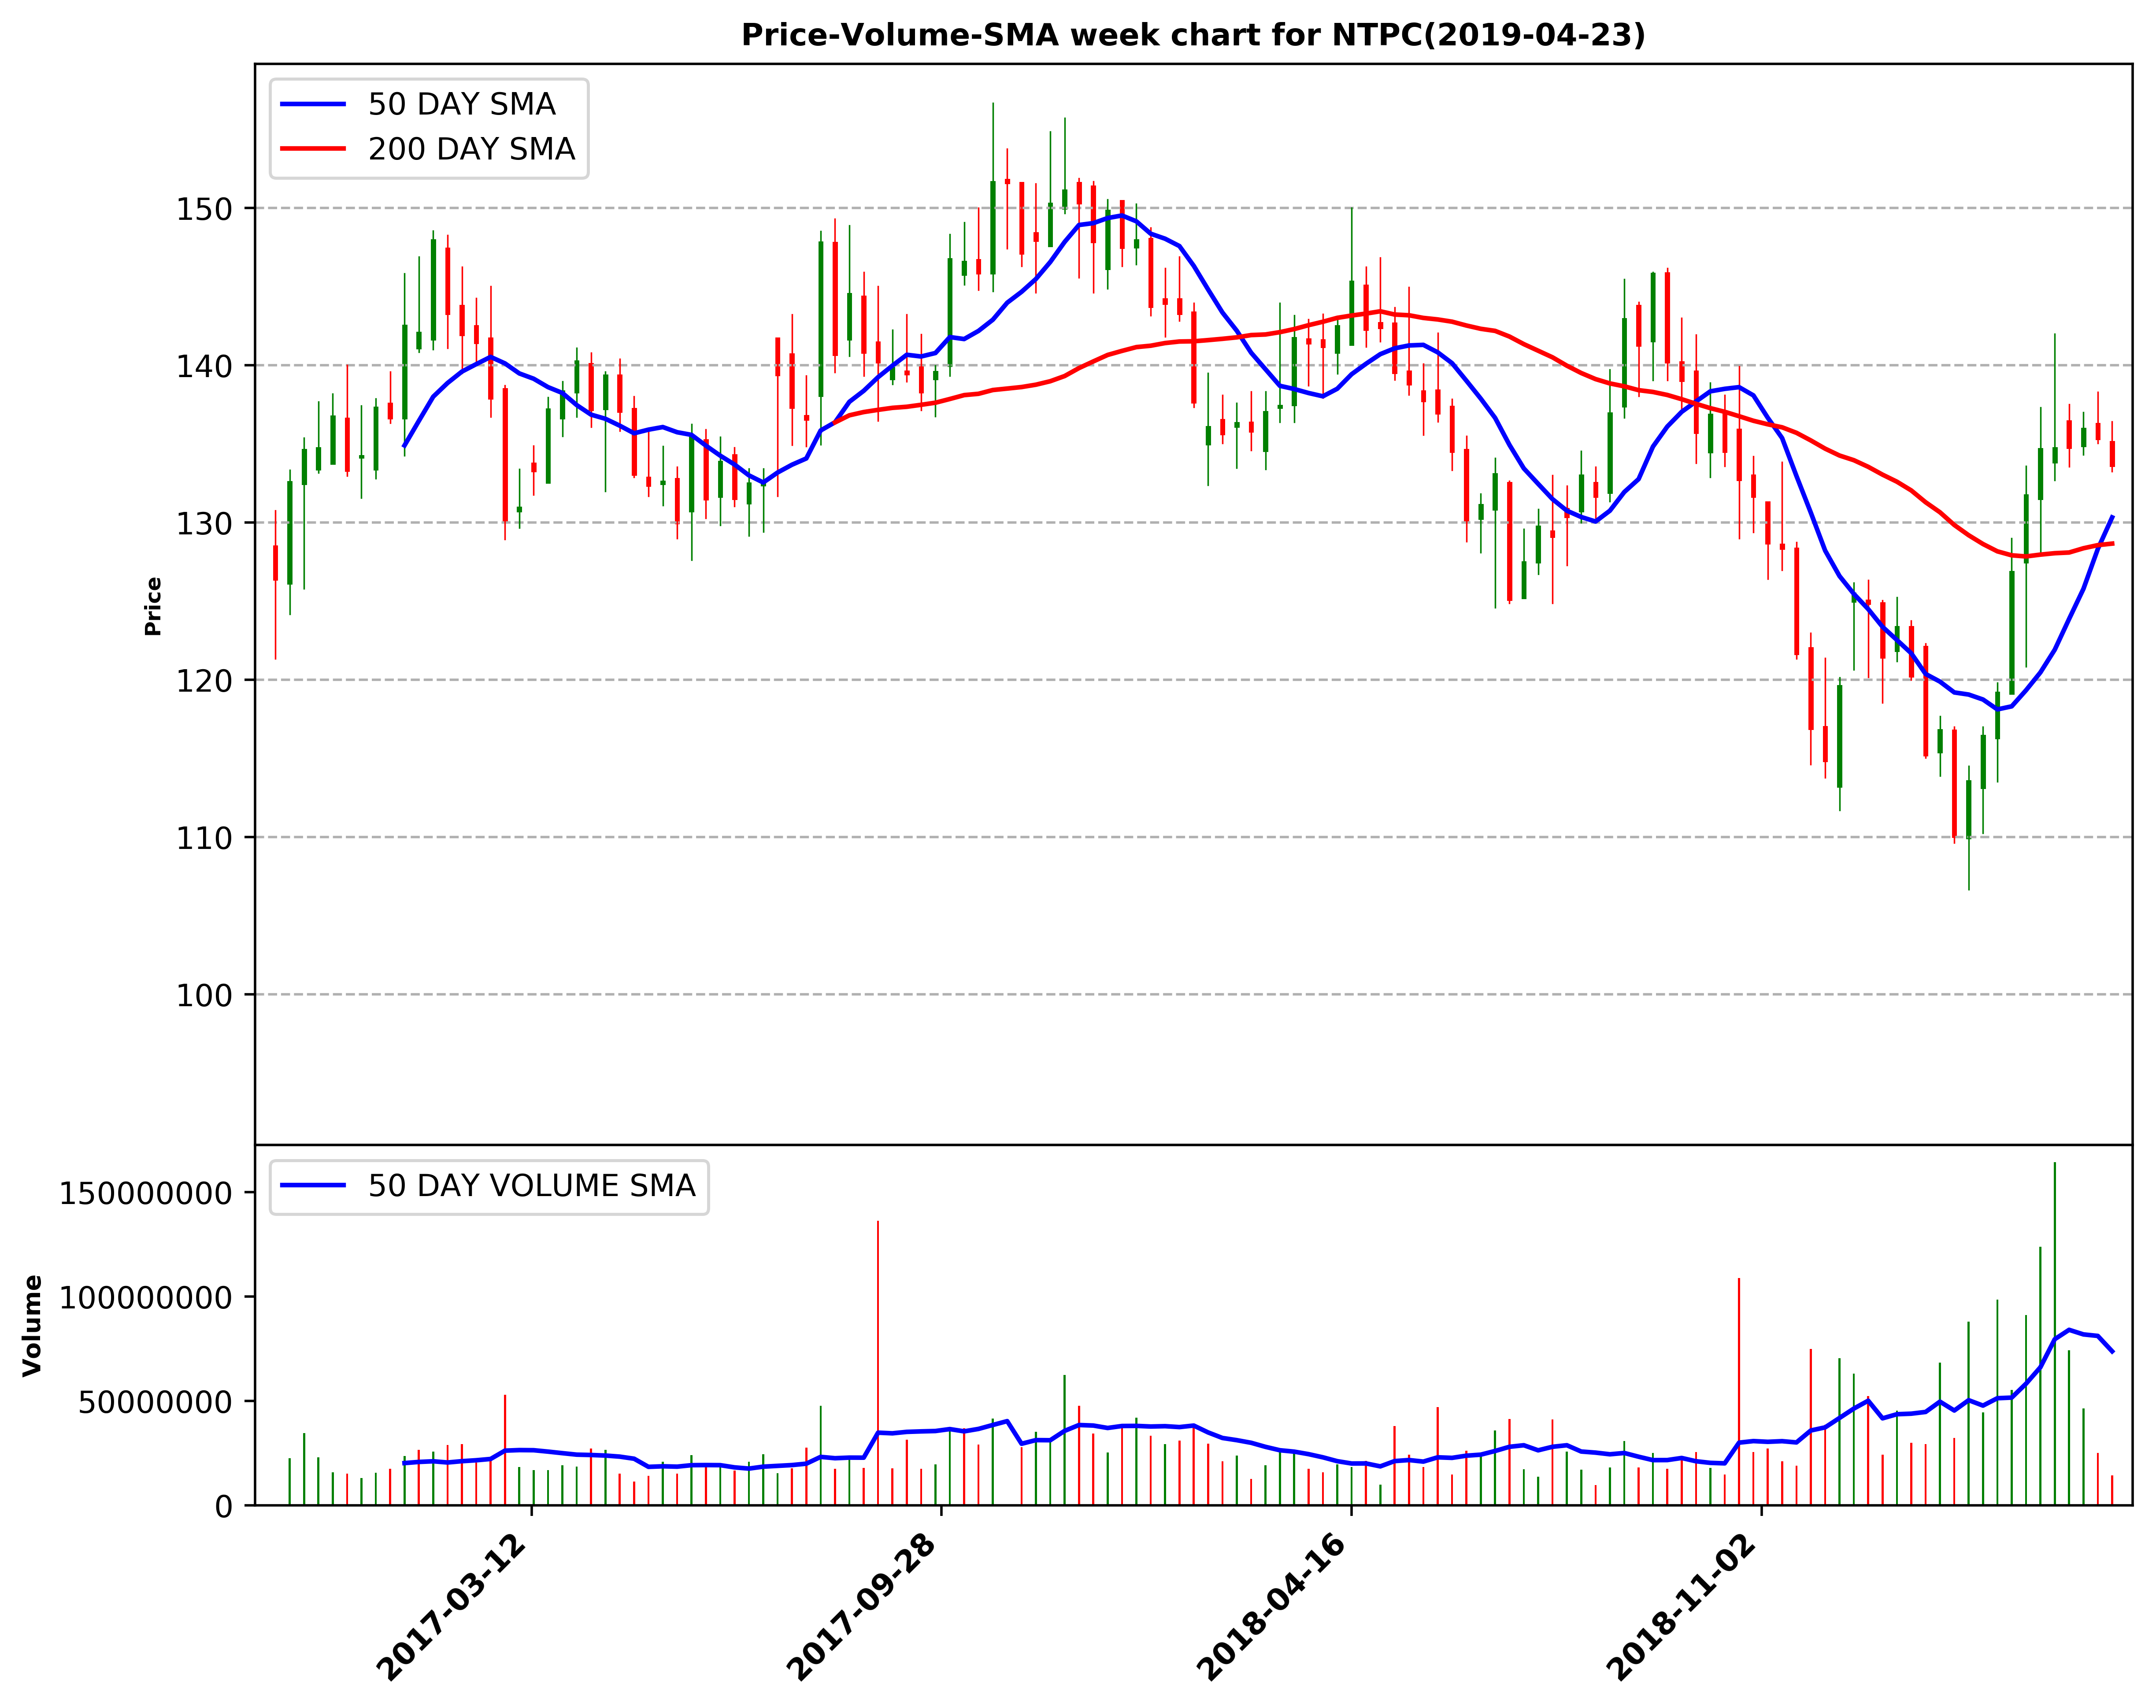 Price-Volume-SMA week chart for NTPC(2019-04-23)
50 DAY SMA
200 DAY SMA
150
140
130
120
110
100
Price
50 DAY VOLUME SMA
150000000
100000000
50000000
0
Volume
2017-03-12
2017-09-28
2018-04-16
2018-11-02